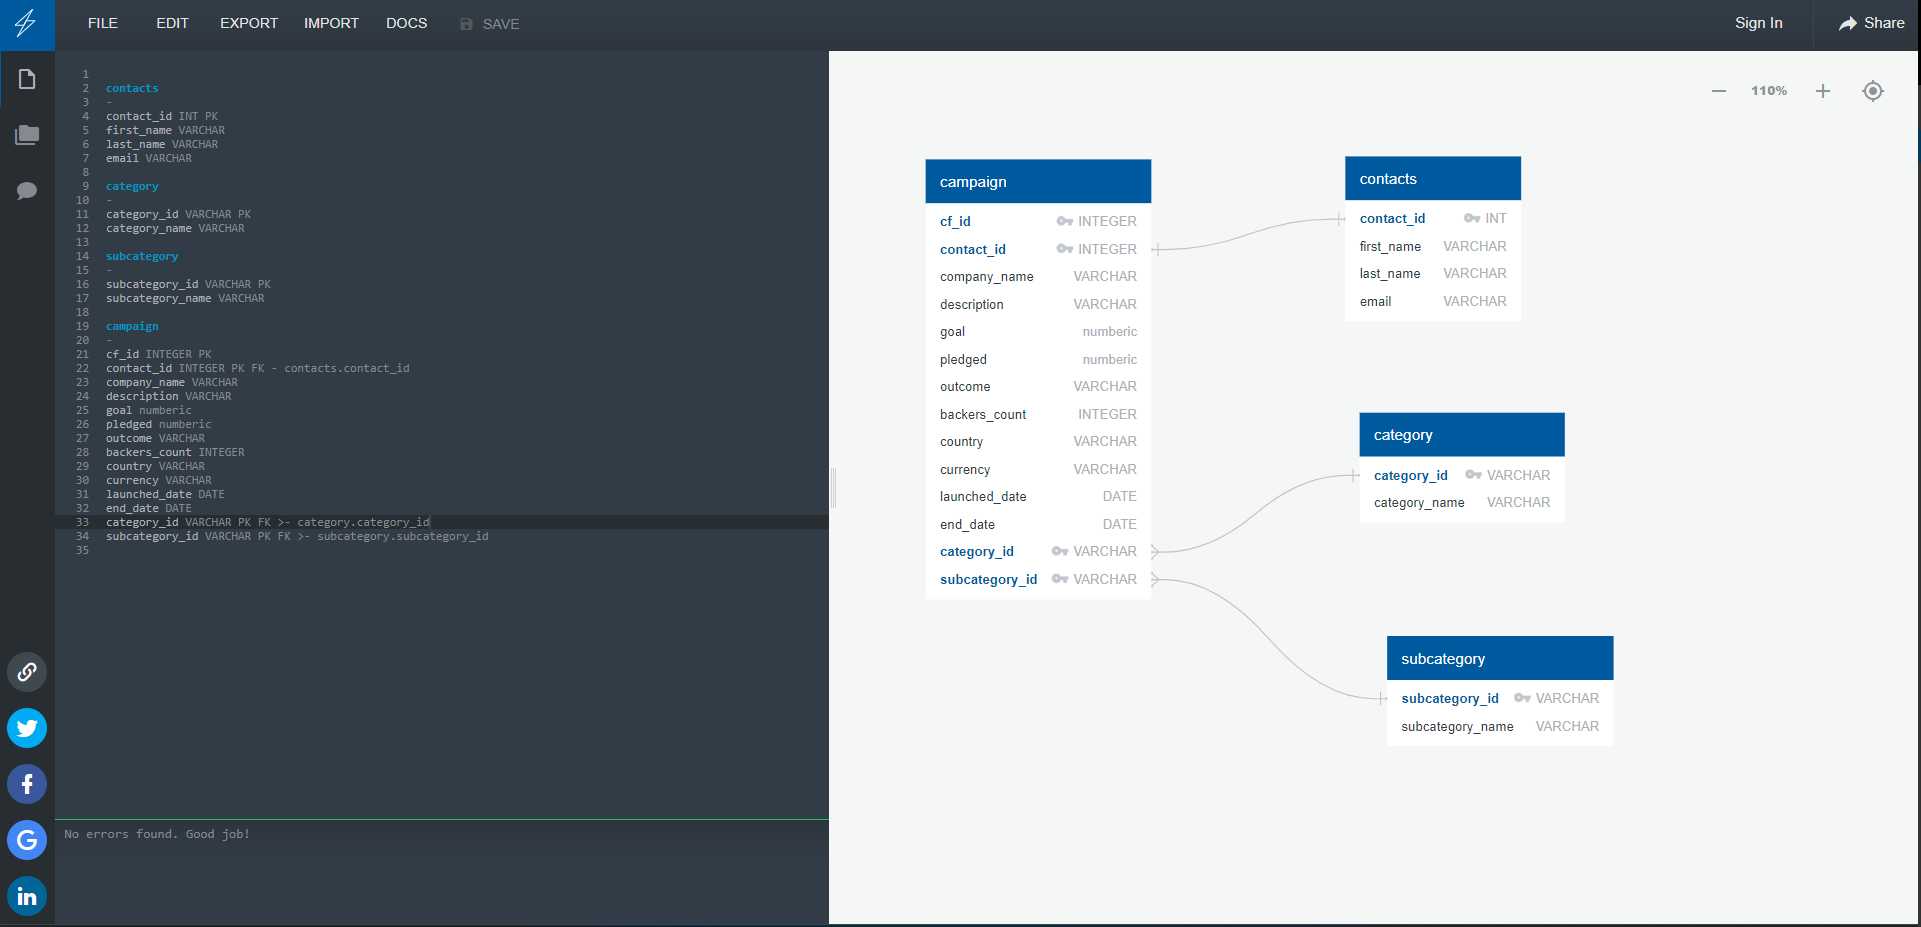 FILE EDIT EXPORT IMPORT DOCS SAVE Sign In Share
1
2 contacts
3 -
4 contact_id INT PK
5 first_name VARCHAR
6 last_name VARCHAR
7 email VARCHAR
8
9 category
10 -
11 category_id VARCHAR PK
12 category_name VARCHAR
13
14 subcategory
15 -
16 subcategory_id VARCHAR PK
17 subcategory_name VARCHAR
18
19 campaign
20 -
21 cf_id INTEGER PK
22 contact_id INTEGER PK FK - contacts.contact_id
23 company_name VARCHAR
24 description VARCHAR
25 goal numberic
26 pledged numberic
27 outcome VARCHAR
28 backers_count INTEGER
29 country VARCHAR
30 currency VARCHAR
31 launched_date DATE
32 end_date DATE
33 category_id VARCHAR PK FK >- category.category_id
34 subcategory_id VARCHAR PK FK >- subcategory.subcategory_id
35
No errors found. Good job!
110%
campaign
cf_id INTEGER
contact_id INTEGER
company_name VARCHAR
description VARCHAR
goal numberic
pledged numberic
outcome VARCHAR
backers_count INTEGER
country VARCHAR
currency VARCHAR
launched_date DATE
end_date DATE
category_id VARCHAR
subcategory_id VARCHAR
contacts
contact_id INT
first_name VARCHAR
last_name VARCHAR
email VARCHAR
category
category_id VARCHAR
category_name VARCHAR
subcategory
subcategory_id VARCHAR
subcategory_name VARCHAR